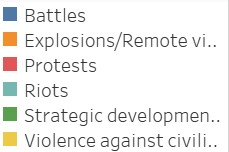 Battles
Explosions/Remote vi..
Protests
Riots
Strategic developmen..
Violence against civili..